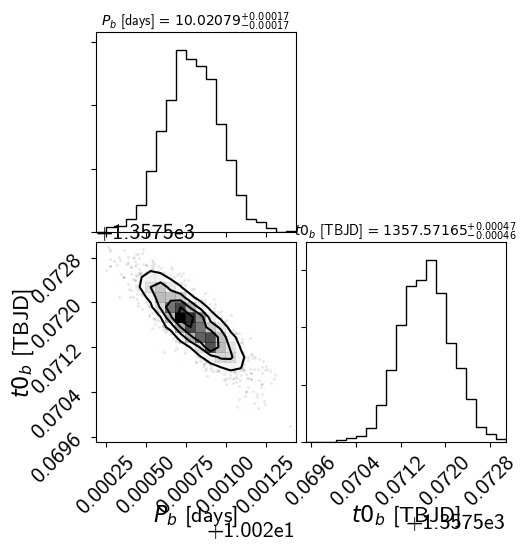 P_b [days] = 10.02079^{+0.00017}_{-0.00017}
+1.3575e3
t0_b [TBJD] = 1357.57165^{+0.00047}_{-0.00046}
t0_b [TBJD]
0.0728
0.0720
0.0712
0.0704
0.0696
0.00025 0.00050 0.00075 0.00100 0.00125
0.0696 0.0704 0.0712 0.0720 0.0728
P_b [days]
t0_b [TBJD]
+1.002e1
+1.3575e3